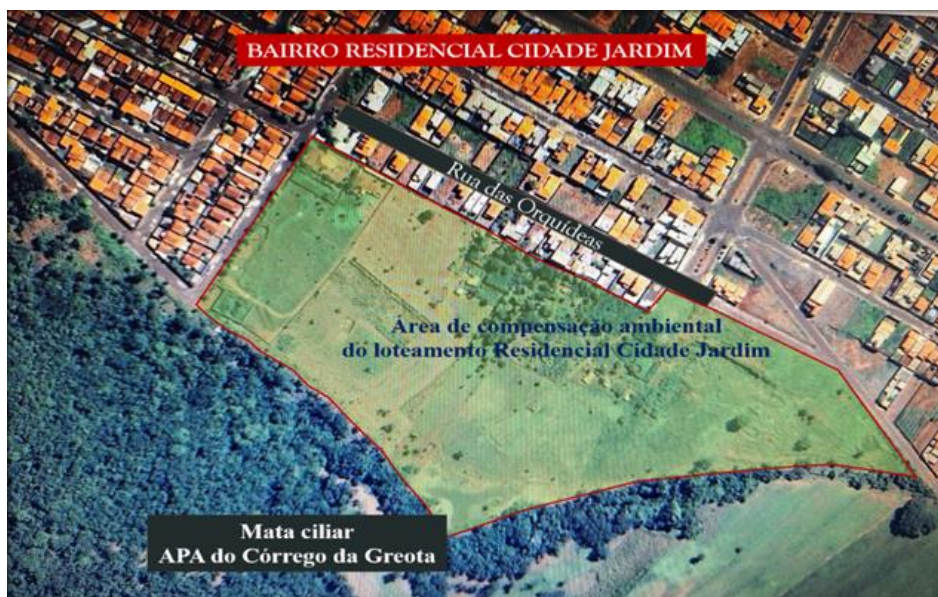 BAIRRO RESIDENCIAL CIDADE JARDIM
Rua das Orquídeas
Área de compensação ambiental
do loteamento Residencial Cidade Jardim
Mata ciliar
APA do Córrego da Greota